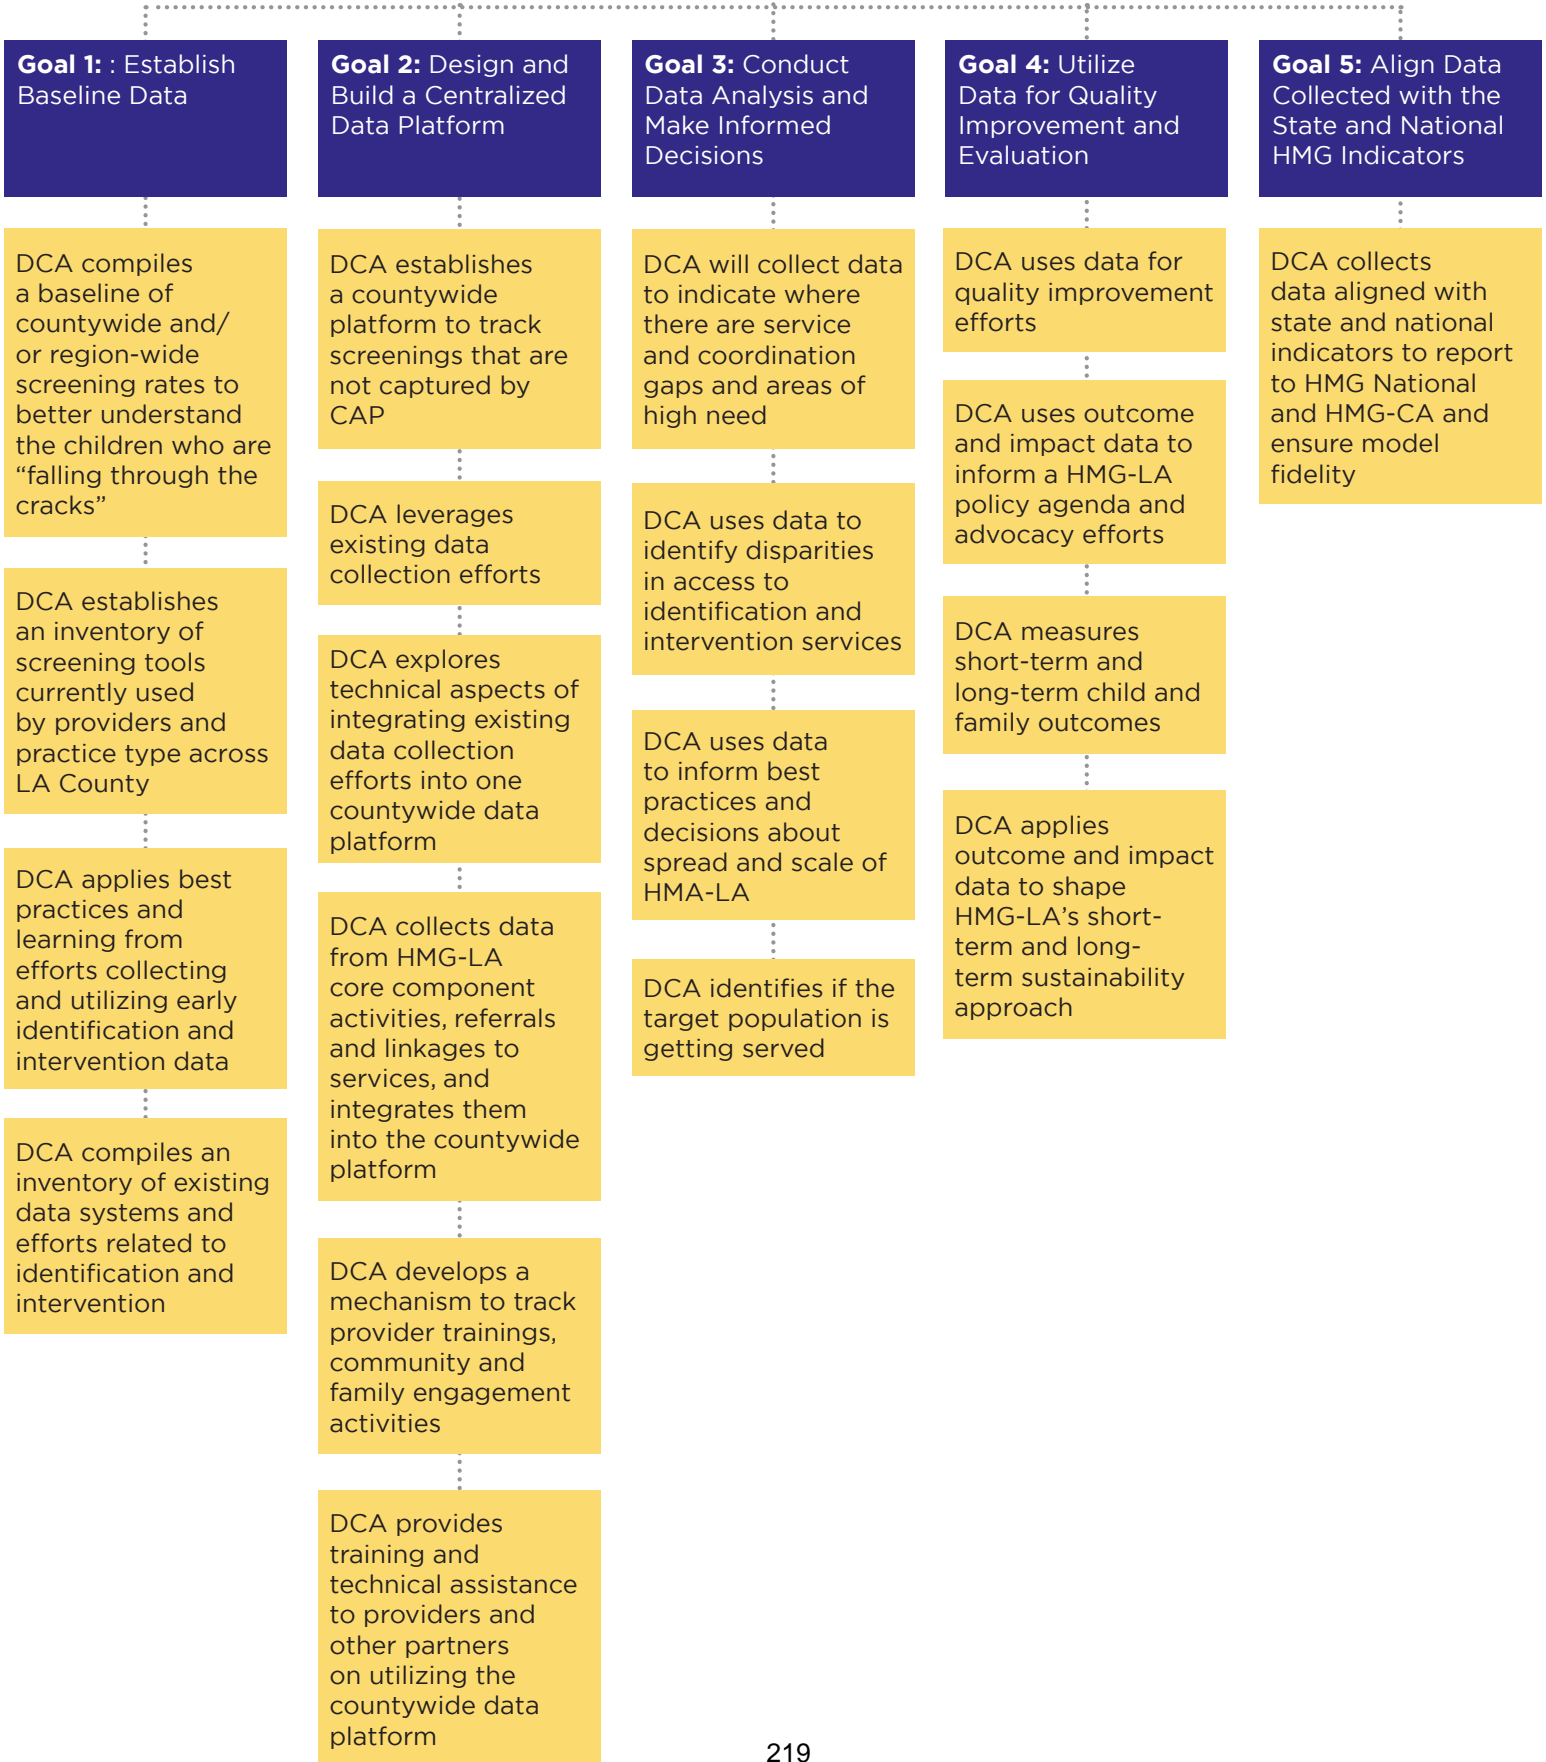 Goal 1: : Establish
Baseline Data
DCA compiles
a baseline of
countywide and/
or region-wide
screening rates to
better understand
the children who are
“falling through the
cracks”
DCA establishes
an inventory of
screening tools
currently used
by providers and
practice type across
LA County
DCA applies best
practices and
learning from
efforts collecting
and utilizing early
identification and
intervention data
DCA compiles an
inventory of existing
data systems and
efforts related to
identification and
intervention
Goal 2: Design and
Build a Centralized
Data Platform
DCA establishes
a countywide
platform to track
screenings that are
not captured by
CAP
DCA leverages
existing data
collection efforts
DCA explores
technical aspects of
integrating existing
data collection
efforts into one
countywide data
platform
DCA collects data
from HMG-LA
core component
activities, referrals
and linkages to
services, and
integrates them
into the countywide
platform
DCA develops a
mechanism to track
provider trainings,
community and
family engagement
activities
DCA provides
training and
technical assistance
to providers and
other partners
on utilizing the
countywide data
platform
Goal 3: Conduct
Data Analysis and
Make Informed
Decisions
DCA will collect data
to indicate where
there are service
and coordination
gaps and areas of
high need
DCA uses data to
identify disparities
in access to
identification and
intervention services
DCA uses data
to inform best
practices and
decisions about
spread and scale of
HMA-LA
DCA identifies if the
target population is
getting served
Goal 4: Utilize
Data for Quality
Improvement and
Evaluation
DCA uses data for
quality improvement
efforts
DCA uses outcome
and impact data to
inform a HMG-LA
policy agenda and
advocacy efforts
DCA measures
short-term and
long-term child and
family outcomes
DCA applies
outcome and impact
data to shape
HMG-LA’s short-
term and long-
term sustainability
approach
Goal 5: Align Data
Collected with the
State and National
HMG Indicators
DCA collects
data aligned with
state and national
indicators to report
to HMG National
and HMG-CA and
ensure model
fidelity
219